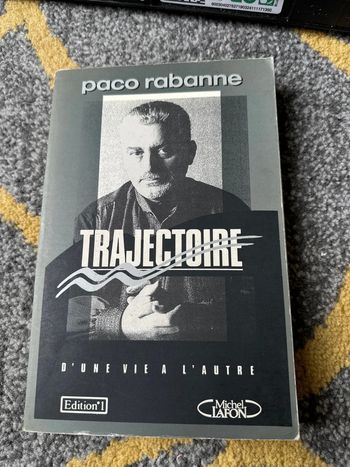 paco rabanne
TRAJECTOIRE
D'UNE VIE A L'AUTRE
Edition°1
Michel
LAFON